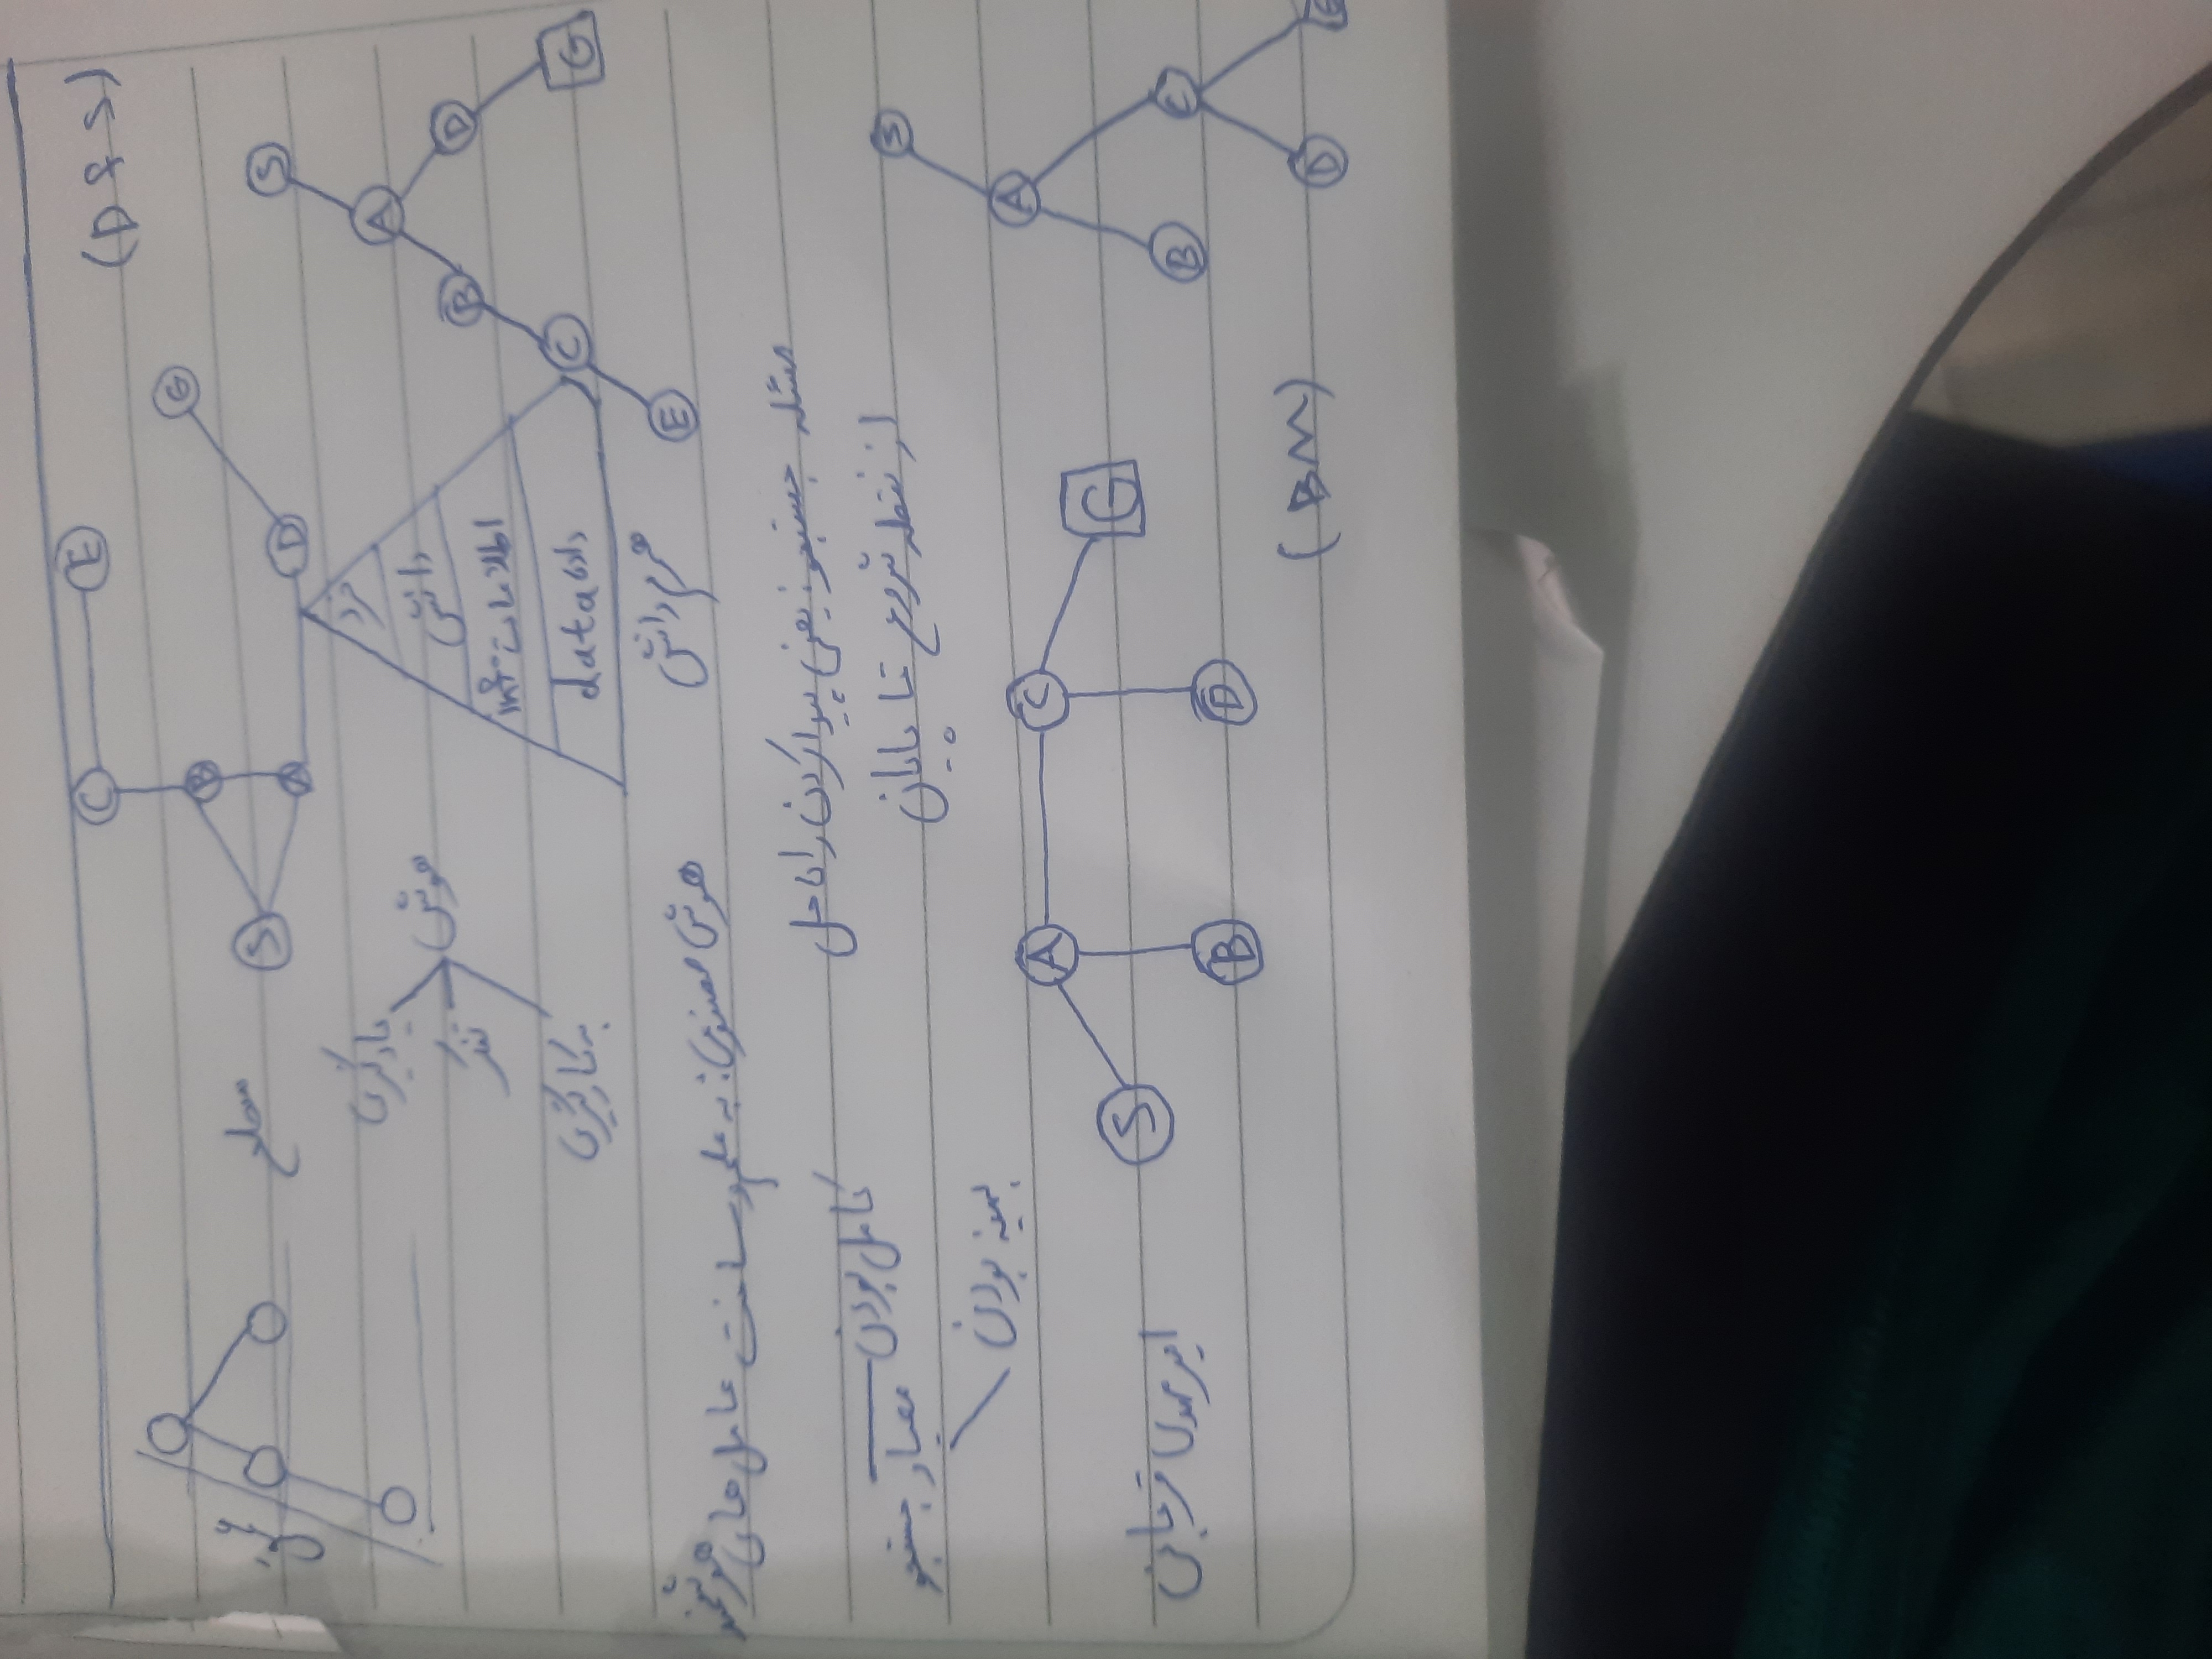 (DFS)
C E
B
G
S
A D
S
A
B D
C G
E
عمق
سطح
یادگیری
تفکر
به کارگیری
هوش
خرد
دانش
اطلاعات inf
داده data
هرم دانش
هوش مصنوعی: به علم و ساخت عامل های هوشمند
مسئله جستجو: یعنی پیدا کردن راه حل
از نقطه شروع تا پایان
کامل بودن
معیار جستجو
بهینه بودن
S
A
B C
D G
A C
S G
B D
امیرمهدی قربانی
(BM)